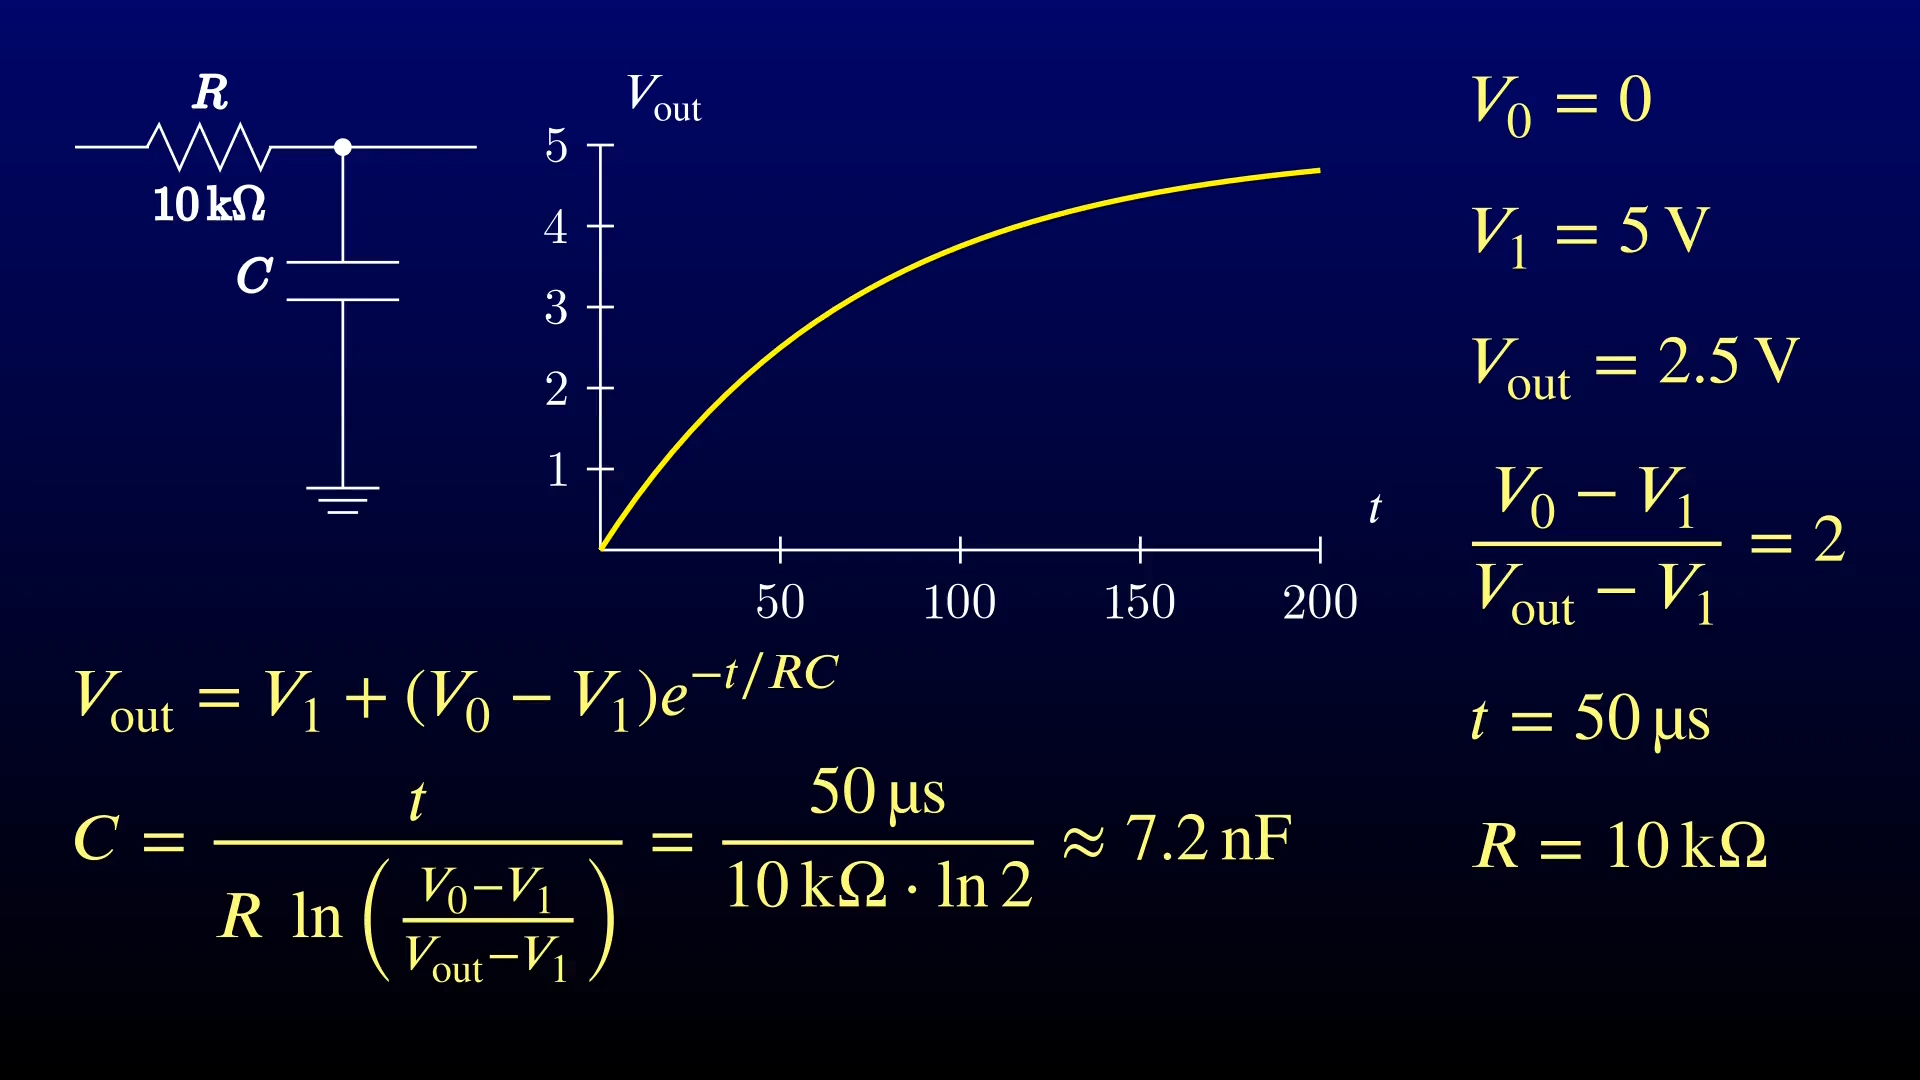 R
10 kΩ
C
V_out
5
4
3
2
1
t
50 100 150 200
V_out = V_1 + (V_0 − V_1)e^{−t/RC}
C = t / (R ln((V_0−V_1)/(V_out−V_1))) = 50 µs / (10 kΩ · ln 2) ≈ 7.2 nF
V_0 = 0
V_1 = 5 V
V_out = 2.5 V
(V_0 − V_1)/(V_out − V_1) = 2
t = 50 µs
R = 10 kΩ